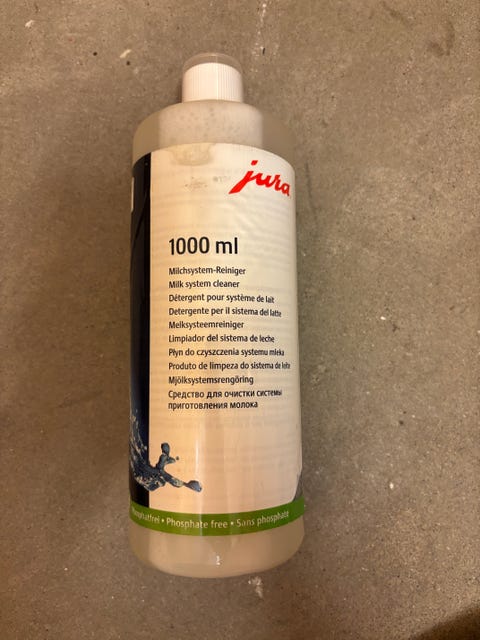 jura
1000 ml
Milchsystem-Reiniger
Milk system cleaner
Détergent pour système de lait
Detergente per il sistema del latte
Melksysteemreiniger
Limpiador del sistema de leche
Płyn do czyszczenia systemu mleka
Produto de limpeza do sistema de leite
Mjölksystemsrengöring
Средство для очистки системы
приготовления молока
Phosphatfrei • Phosphate free • Sans phosphate